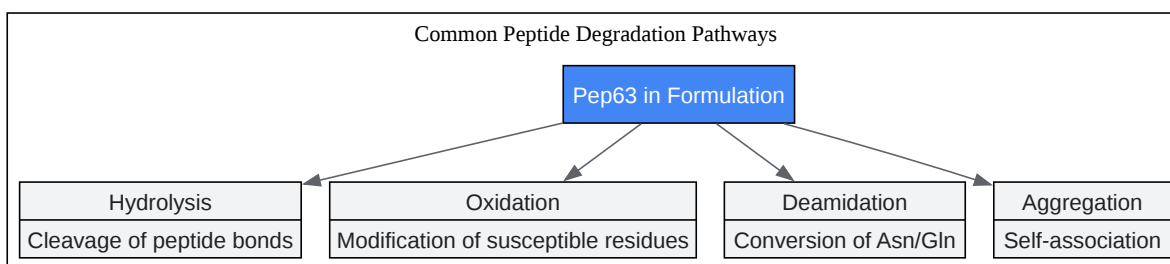 Common Peptide Degradation Pathways
Pep63 in Formulation
Hydrolysis
Cleavage of peptide bonds
Oxidation
Modification of susceptible residues
Deamidation
Conversion of Asn/Gln
Aggregation
Self-association